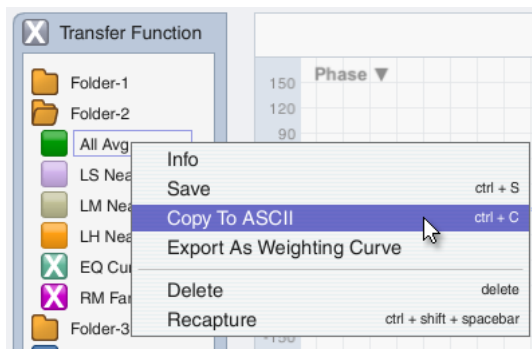 Transfer Function
Phase ▼
150
120
90
Folder-1
Folder-2
All Avg
LS Nea
LM Nea
LH Nea
EQ Cu
RM Far
Folder-3
Info
Save ctrl + S
Copy To ASCII ctrl + C
Export As Weighting Curve
Delete delete
Recapture ctrl + shift + spacebar
-150